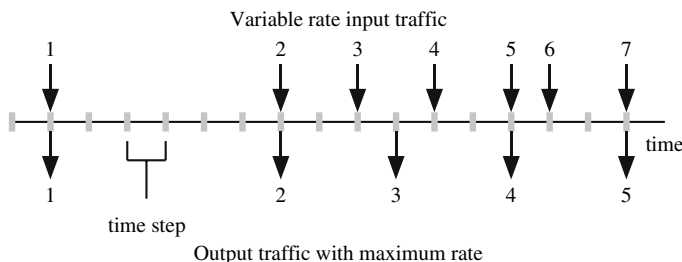 Variable rate input traffic
1 2 3 4 5 6 7
time
1 2 3 4 5
time step
Output traffic with maximum rate